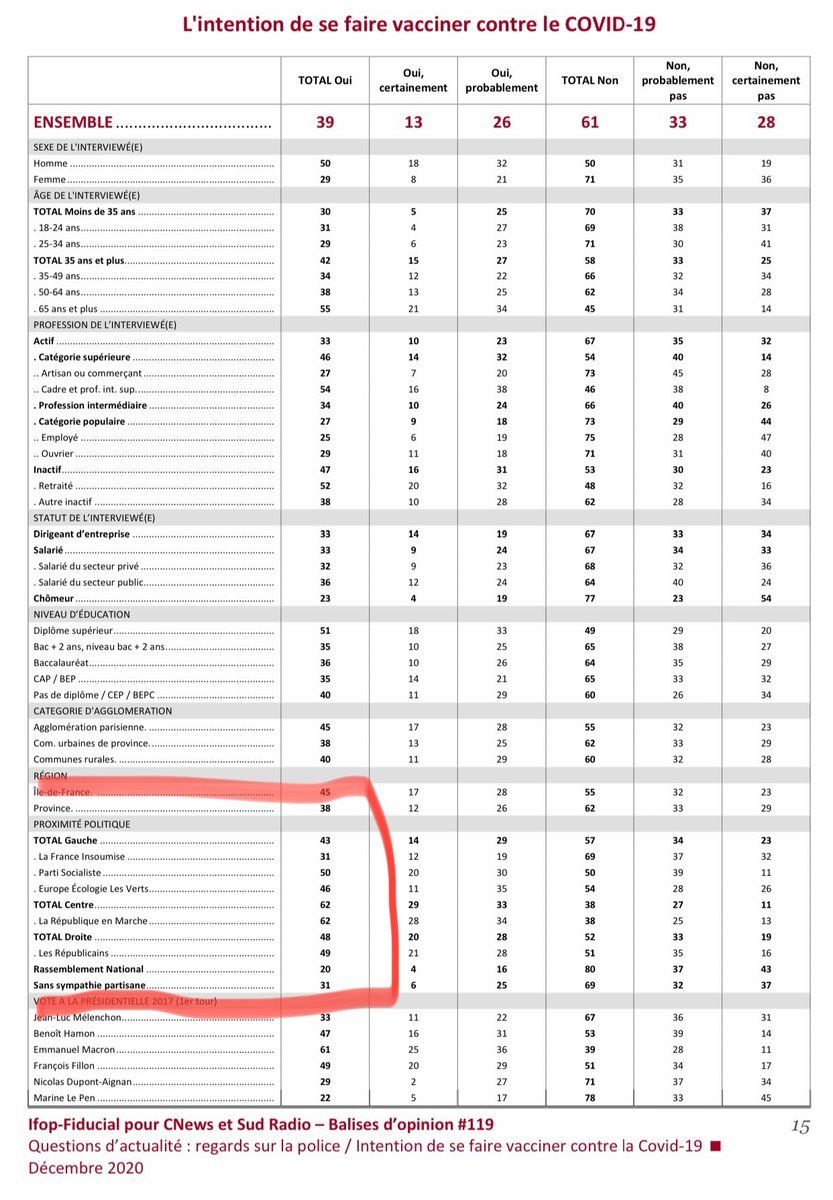 L'intention de se faire vacciner contre le COVID-19
TOTAL Oui Oui, certainement Oui, probablement TOTAL Non Non, probablement pas Non, certainement pas
ENSEMBLE 39 13 26 61 33 28
SEXE DE L'INTERVIEWÉ(E)
Homme 50 18 32 50 31 19
Femme 29 8 21 71 35 36
ÂGE DE L'INTERVIEWÉ(E)
TOTAL Moins de 35 ans 30 5 25 70 33 37
. 18-24 ans 31 4 27 69 38 31
. 25-34 ans 29 6 23 71 30 41
TOTAL 35 ans et plus 42 15 27 58 33 25
. 35-49 ans 34 12 22 66 32 34
. 50-64 ans 38 13 25 62 34 28
. 65 ans et plus 55 21 34 45 31 14
PROFESSION DE L'INTERVIEWÉ(E)
Actif 33 10 23 67 35 32
. Catégorie supérieure 46 14 32 54 40 14
.. Artisan ou commerçant 27 7 20 73 45 28
.. Cadre et prof. int. sup. 54 16 38 46 38 8
. Profession intermédiaire 34 10 24 66 40 26
. Catégorie populaire 27 9 18 73 29 44
.. Employé 25 6 19 75 28 47
.. Ouvrier 29 11 18 71 31 40
Inactif 47 16 31 53 30 23
. Retraité 52 20 32 48 32 16
. Autre inactif 38 10 28 62 28 34
STATUT DE L'INTERVIEWÉ(E)
Dirigeant d'entreprise 33 14 19 67 33 34
Salarié 33 9 24 67 34 33
. Salarié du secteur privé 32 9 23 68 32 36
. Salarié du secteur public 36 12 24 64 40 24
Chômeur 23 4 19 77 23 54
NIVEAU D'ÉDUCATION
Diplôme supérieur 51 18 33 49 29 20
Bac + 2 ans, niveau bac + 2 ans 35 10 25 65 38 27
Baccalauréat 36 10 26 64 35 29
CAP / BEP 35 14 21 65 33 32
Pas de diplôme / CEP / BEPC 40 11 29 60 26 34
CATEGORIE D'AGGLOMERATION
Agglomération parisienne. 45 17 28 55 32 23
Com. urbaines de province. 38 13 25 62 33 29
Communes rurales. 40 11 29 60 32 28
RÉGION
Île-de-France. 45 17 28 55 32 23
Province. 38 12 26 62 33 29
PROXIMITÉ POLITIQUE
TOTAL Gauche 43 14 29 57 34 23
. La France Insoumise 31 12 19 69 37 32
. Parti Socialiste 50 20 30 50 39 11
. Europe Écologie Les Verts 46 11 35 54 28 26
TOTAL Centre 62 29 33 38 27 11
. La République en Marche 62 28 34 38 25 13
TOTAL Droite 48 20 28 52 33 19
. Les Républicains 49 21 28 51 35 16
Rassemblement National 20 4 16 80 37 43
Sans sympathie partisane 31 6 25 69 32 37
VOTE A LA PRÉSIDENTIELLE 2017 (1er tour)
Jean-Luc Mélenchon 33 11 22 67 36 31
Benoît Hamon 47 16 31 53 39 14
Emmanuel Macron 61 25 36 39 28 11
François Fillon 49 20 29 51 34 17
Nicolas Dupont-Aignan 29 2 27 71 37 34
Marine Le Pen 22 5 17 78 33 45
Ifop-Fiducial pour CNews et Sud Radio – Balises d'opinion #119 15
Questions d'actualité : regards sur la police / Intention de se faire vacciner contre la Covid-19 ■
Décembre 2020